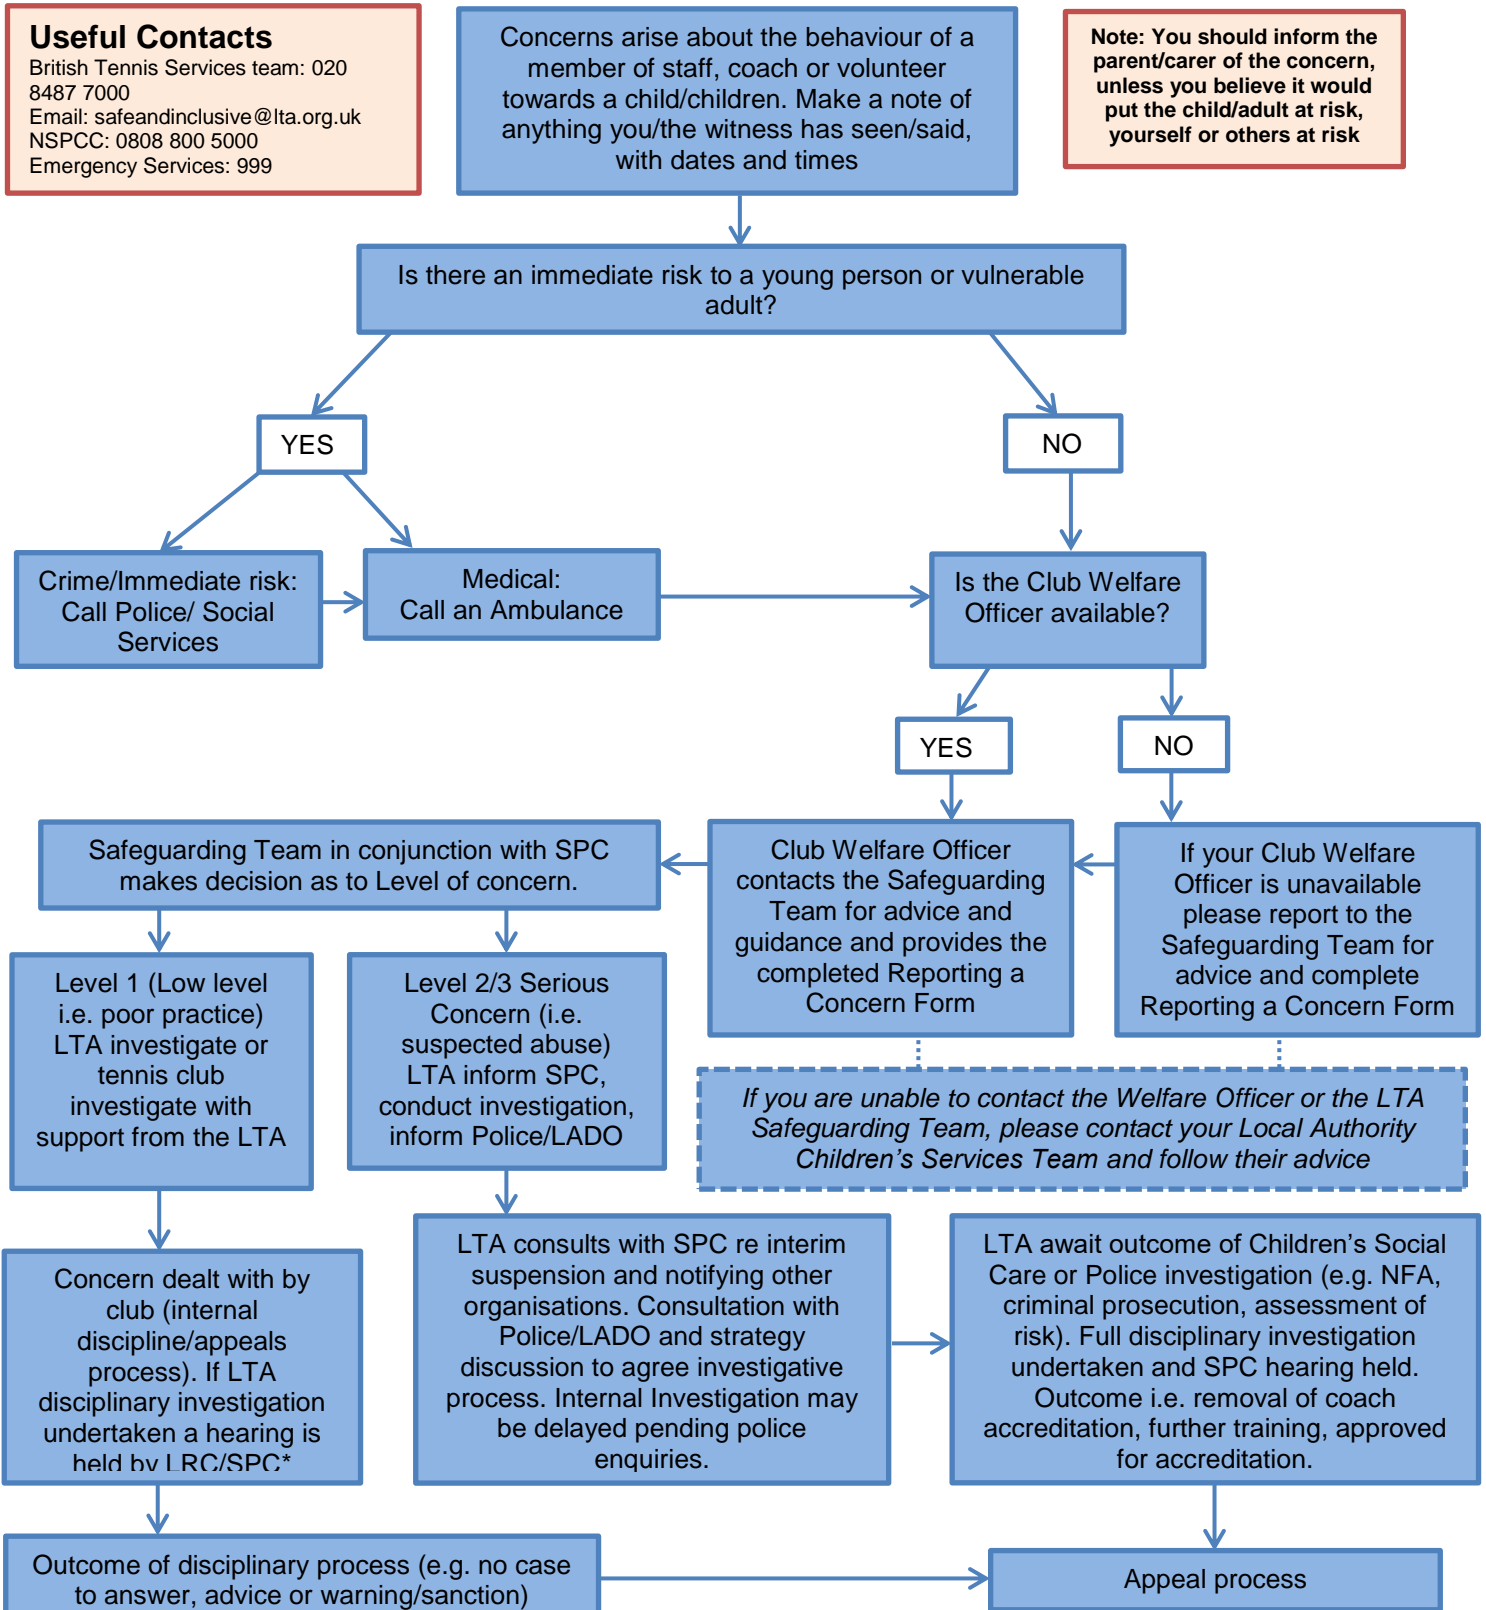 Useful Contacts
British Tennis Services team: 020
8487 7000
Email: safeandinclusive@lta.org.uk
NSPCC: 0808 800 5000
Emergency Services: 999
Concerns arise about the behaviour of a
member of staff, coach or volunteer
towards a child/children. Make a note of
anything you/the witness has seen/said,
with dates and times
Note: You should inform the
parent/carer of the concern,
unless you believe it would
put the child/adult at risk,
yourself or others at risk
Is there an immediate risk to a young person or vulnerable
adult?
YES
NO
Crime/Immediate risk:
Call Police/ Social
Services
Medical:
Call an Ambulance
Is the Club Welfare
Officer available?
YES
NO
Safeguarding Team in conjunction with SPC
makes decision as to Level of concern.
Club Welfare Officer
contacts the Safeguarding
Team for advice and
guidance and provides the
completed Reporting a
Concern Form
If your Club Welfare
Officer is unavailable
please report to the
Safeguarding Team for
advice and complete
Reporting a Concern Form
Level 1 (Low level
i.e. poor practice)
LTA investigate or
tennis club
investigate with
support from the LTA
Level 2/3 Serious
Concern (i.e.
suspected abuse)
LTA inform SPC,
conduct investigation,
inform Police/LADO
If you are unable to contact the Welfare Officer or the LTA
Safeguarding Team, please contact your Local Authority
Children's Services Team and follow their advice
Concern dealt with by
club (internal
discipline/appeals
process). If LTA
disciplinary investigation
undertaken a hearing is
held by LRC/SPC*
LTA consults with SPC re interim
suspension and notifying other
organisations. Consultation with
Police/LADO and strategy
discussion to agree investigative
process. Internal Investigation may
be delayed pending police
enquiries.
LTA await outcome of Children's Social
Care or Police investigation (e.g. NFA,
criminal prosecution, assessment of
risk). Full disciplinary investigation
undertaken and SPC hearing held.
Outcome i.e. removal of coach
accreditation, further training, approved
for accreditation.
Outcome of disciplinary process (e.g. no case
to answer, advice or warning/sanction)
Appeal process